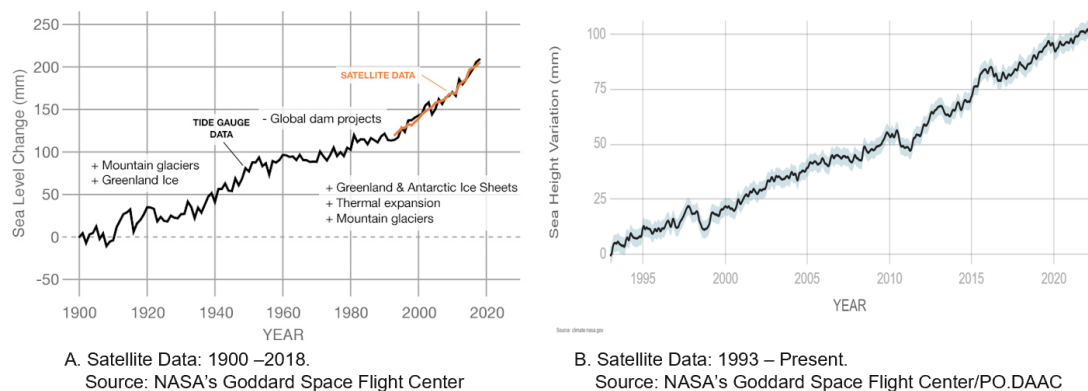 250
200
150
100
50
0
-50
Sea Level Change (mm)
SATELLITE DATA
- Global dam projects
TIDE GAUGE
DATA
+ Mountain glaciers
+ Greenland Ice
+ Greenland & Antarctic Ice Sheets
+ Thermal expansion
+ Mountain glaciers
1900 1920 1940 1960 1980 2000 2020
YEAR
A. Satellite Data: 1900 –2018.
Source: NASA's Goddard Space Flight Center
100
75
50
25
0
Sea Height Variation (mm)
1995 2000 2005 2010 2015 2020
YEAR
Source: climate.nasa.gov
B. Satellite Data: 1993 – Present.
Source: NASA's Goddard Space Flight Center/PO.DAAC